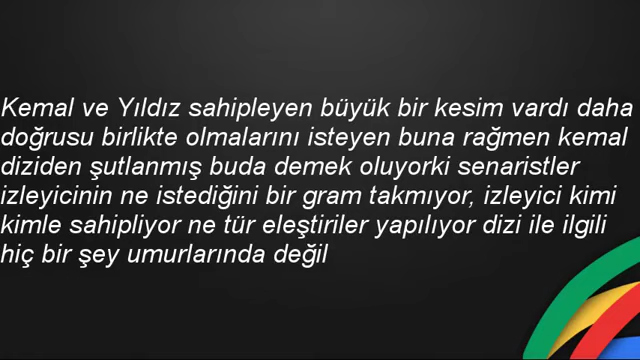 Kemal ve Yıldız sahipleyen büyük bir kesim vardı daha
doğrusu birlikte olmalarını isteyen buna rağmen kemal
diziden şutlanmış buda demek oluyorki senaristler
izleyicinin ne istediğini bir gram takmıyor, izleyici kimi
kimle sahipliyor ne tür eleştiriler yapılıyor dizi ile ilgili
hiç bir şey umurlarında değil